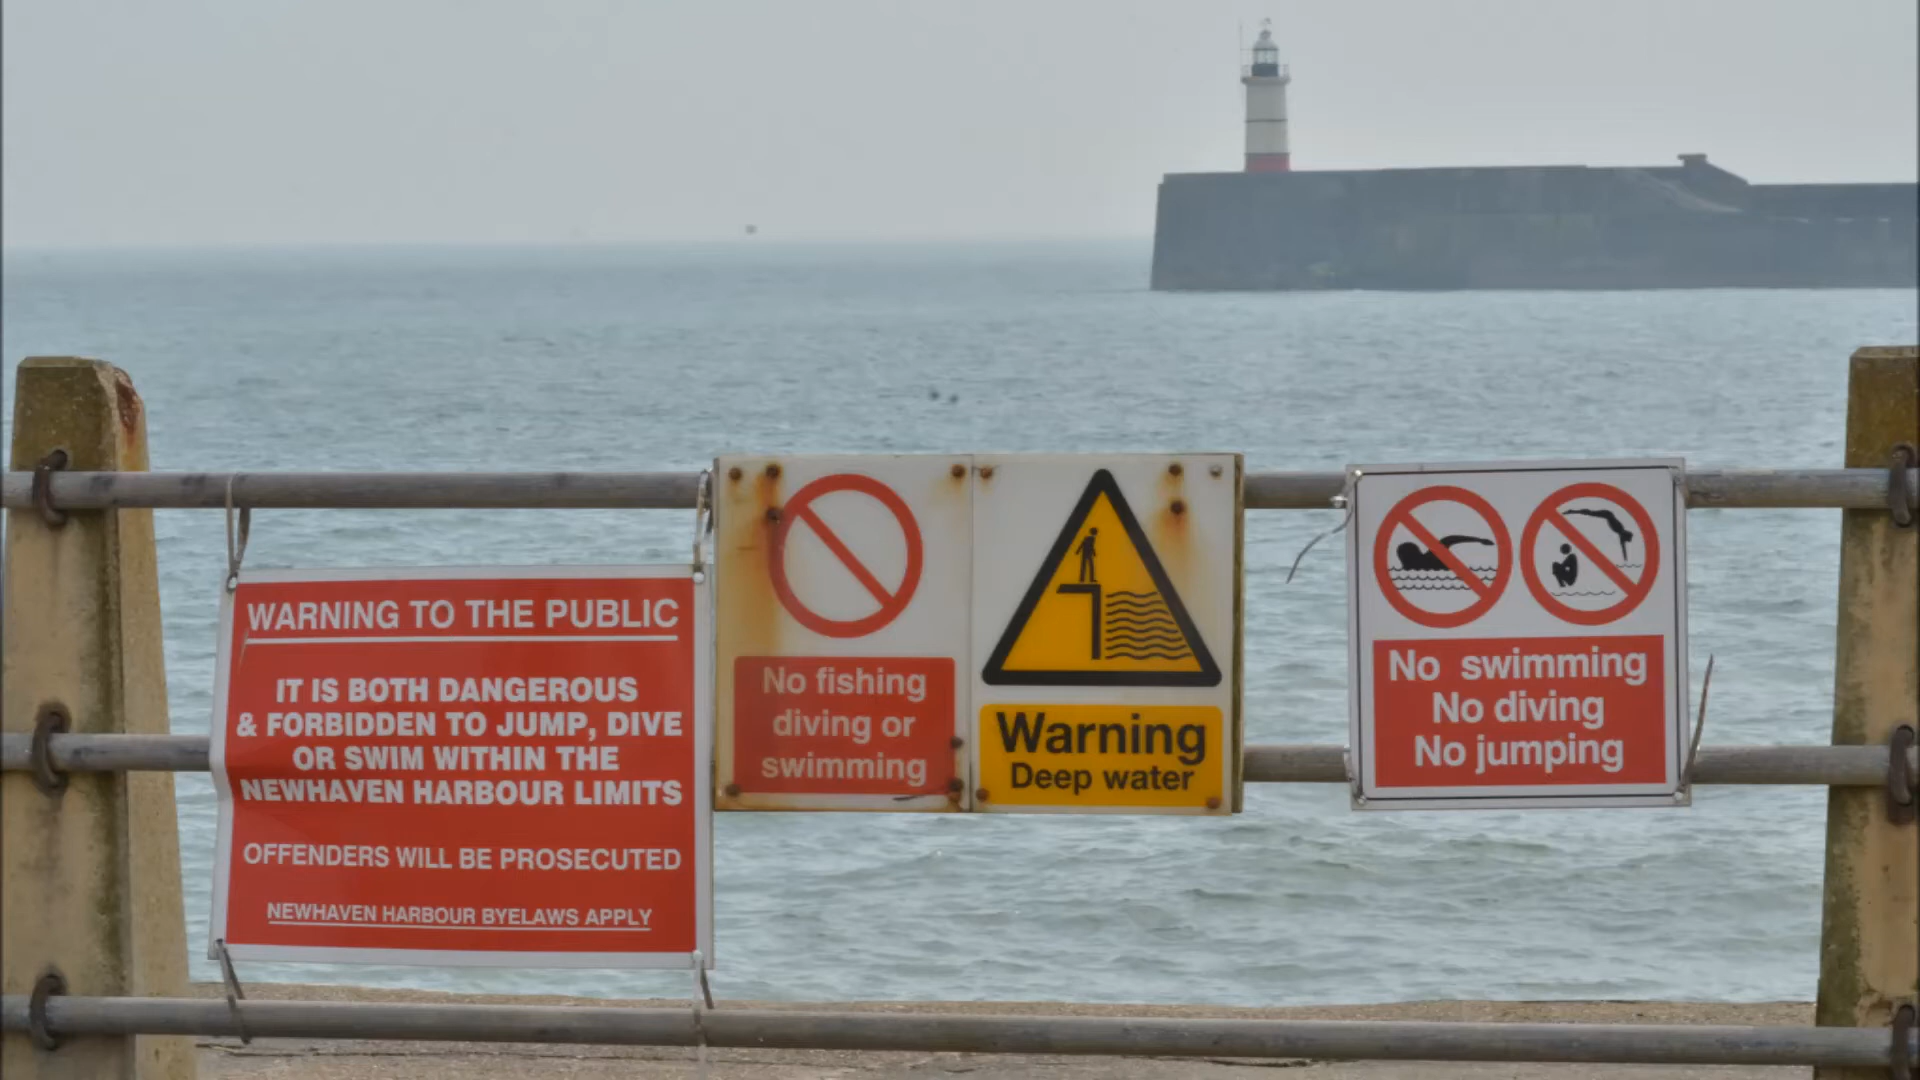 WARNING TO THE PUBLIC
IT IS BOTH DANGEROUS
& FORBIDDEN TO JUMP, DIVE
OR SWIM WITHIN THE
NEWHAVEN HARBOUR LIMITS
OFFENDERS WILL BE PROSECUTED
NEWHAVEN HARBOUR BYELAWS APPLY
No fishing
diving or
swimming
Warning
Deep water
No swimming
No diving
No jumping